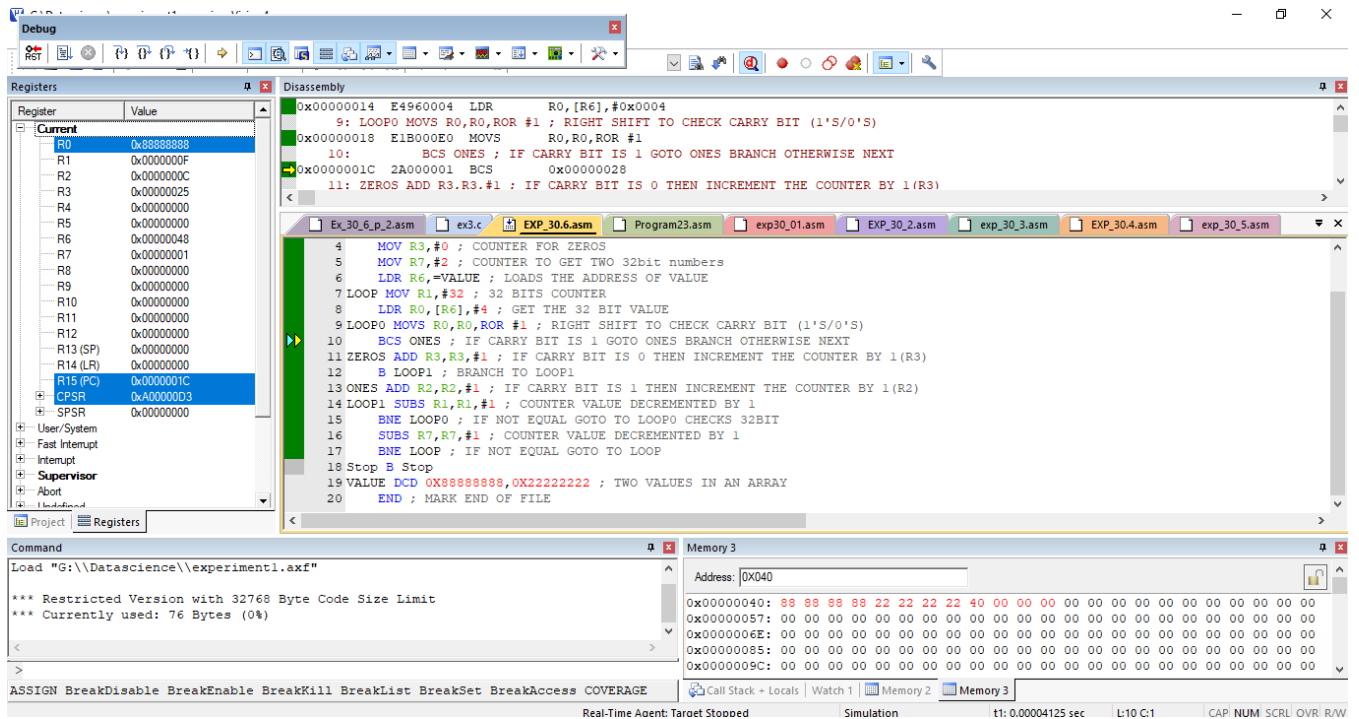 Debug
RST
Registers
Register Value
Current
R0 0x88888888
R1 0x0000000F
R2 0x0000000C
R3 0x00000025
R4 0x00000000
R5 0x00000000
R6 0x00000048
R7 0x00000001
R8 0x00000000
R9 0x00000000
R10 0x00000000
R11 0x00000000
R12 0x00000000
R13 (SP) 0x00000000
R14 (LR) 0x00000000
R15 (PC) 0x0000001C
CPSR 0xA00000D3
SPSR 0x00000000
User/System
Fast Interrupt
Interrupt
Supervisor
Abort
Undefined
Project Registers
Disassembly
0x00000014 E4960004 LDR R0,[R6],#0x0004
9: LOOP0 MOVS R0,R0,ROR #1 ; RIGHT SHIFT TO CHECK CARRY BIT (1'S/0'S)
0x00000018 E1B000E0 MOVS R0,R0,ROR #1
10: BCS ONES ; IF CARRY BIT IS 1 GOTO ONES BRANCH OTHERWISE NEXT
0x0000001C 2A000001 BCS 0x00000028
11: ZEROS ADD R3,R3,#1 ; IF CARRY BIT IS 0 THEN INCREMENT THE COUNTER BY 1(R3)
Ex_30_6_p_2.asm ex3.c EXP_30.6.asm Program23.asm exp30_01.asm EXP_30_2.asm exp_30_3.asm EXP_30.4.asm exp_30_5.asm
4 MOV R3,#0 ; COUNTER FOR ZEROS
5 MOV R7,#2 ; COUNTER TO GET TWO 32bit numbers
6 LDR R6,=VALUE ; LOADS THE ADDRESS OF VALUE
7 LOOP MOV R1,#32 ; 32 BITS COUNTER
8 LDR R0,[R6],#4 ; GET THE 32 BIT VALUE
9 LOOP0 MOVS R0,R0,ROR #1 ; RIGHT SHIFT TO CHECK CARRY BIT (1'S/0'S)
10 BCS ONES ; IF CARRY BIT IS 1 GOTO ONES BRANCH OTHERWISE NEXT
11 ZEROS ADD R3,R3,#1 ; IF CARRY BIT IS 0 THEN INCREMENT THE COUNTER BY 1(R3)
12 B LOOP1 ; BRANCH TO LOOP1
13 ONES ADD R2,R2,#1 ; IF CARRY BIT IS 1 THEN INCREMENT THE COUNTER BY 1(R2)
14 LOOP1 SUBS R1,R1,#1 ; COUNTER VALUE DECREMENTED BY 1
15 BNE LOOP0 ; IF NOT EQUAL GOTO TO LOOP0 CHECKS 32BIT
16 SUBS R7,R7,#1 ; COUNTER VALUE DECREMENTED BY 1
17 BNE LOOP ; IF NOT EQUAL GOTO TO LOOP
18 Stop B Stop
19 VALUE DCD 0X88888888,0X22222222 ; TWO VALUES IN AN ARRAY
20 END ; MARK END OF FILE
Command
Load "G:\\Datascience\\experiment1.axf"
*** Restricted Version with 32768 Byte Code Size Limit
*** Currently used: 76 Bytes (0%)
>
ASSIGN BreakDisable BreakEnable BreakKill BreakList BreakSet BreakAccess COVERAGE
Memory 3
Address: 0X040
0x00000040: 88 88 88 88 22 22 22 22 40 00 00 00 00 00 00 00 00 00 00 00 00 00 00
0x00000057: 00 00 00 00 00 00 00 00 00 00 00 00 00 00 00 00 00 00 00 00 00 00 00
0x0000006E: 00 00 00 00 00 00 00 00 00 00 00 00 00 00 00 00 00 00 00 00 00 00 00
0x00000085: 00 00 00 00 00 00 00 00 00 00 00 00 00 00 00 00 00 00 00 00 00 00 00
0x0000009C: 00 00 00 00 00 00 00 00 00 00 00 00 00 00 00 00 00 00 00 00 00 00 00
Call Stack + Locals Watch 1 Memory 2 Memory 3
Real-Time Agent: Target Stopped Simulation t1: 0.00004125 sec L:10 C:1 CAP NUM SCRL OVR R/W